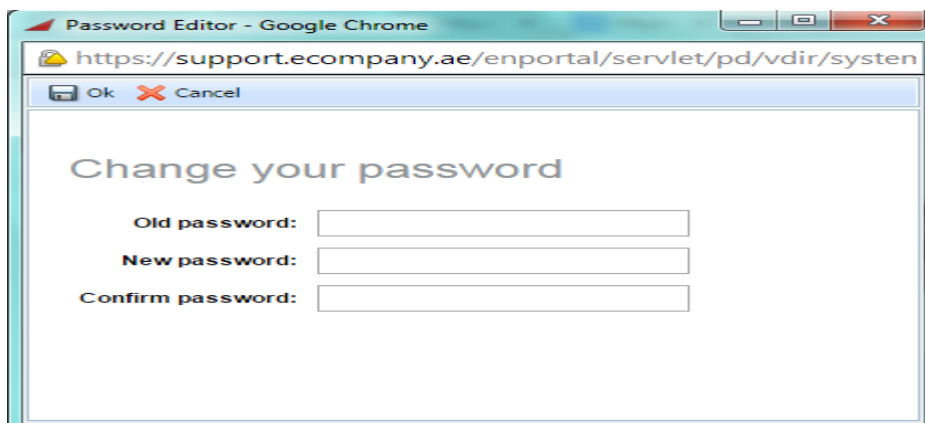 Password Editor - Google Chrome
https://support.ecompany.ae/enportal/servlet/pd/vdir/system
Ok Cancel
Change your password
Old password:
New password:
Confirm password: